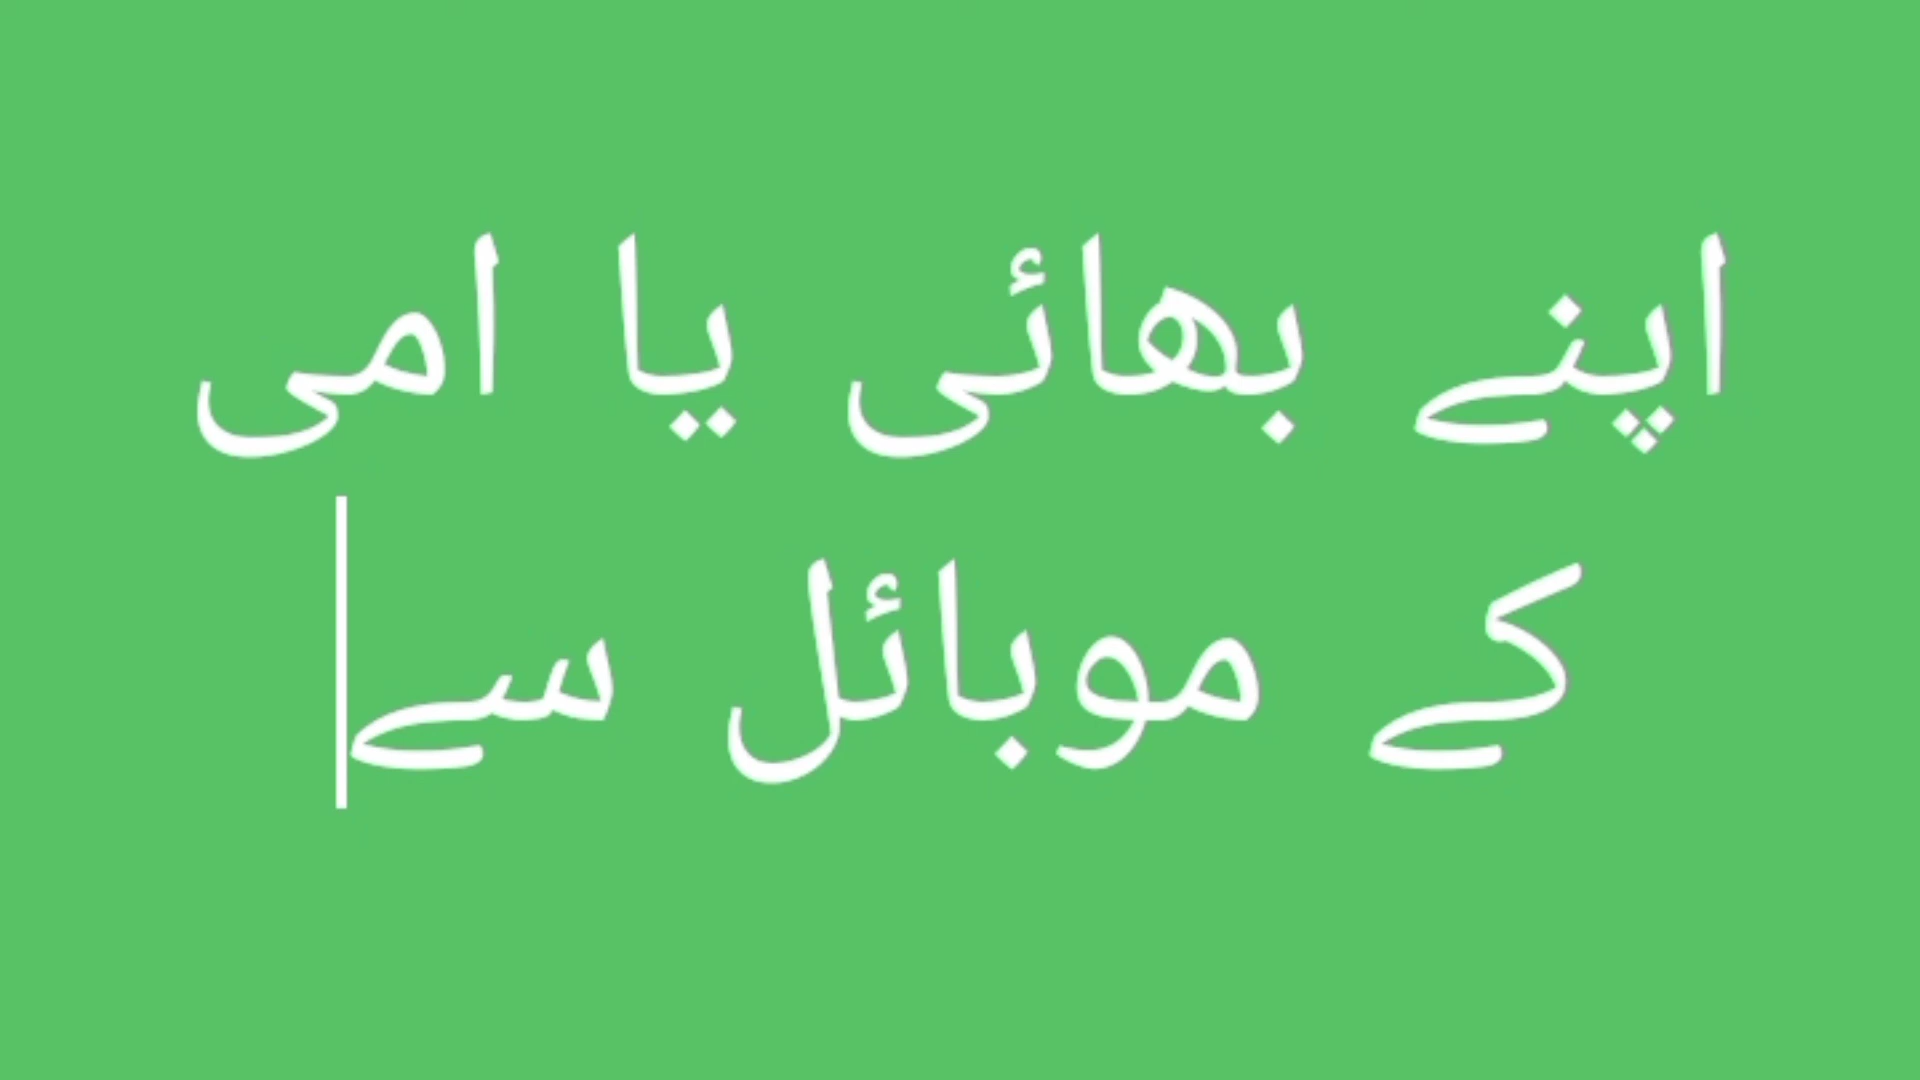 اپنے بھائی یا امی
کے موبائل سے